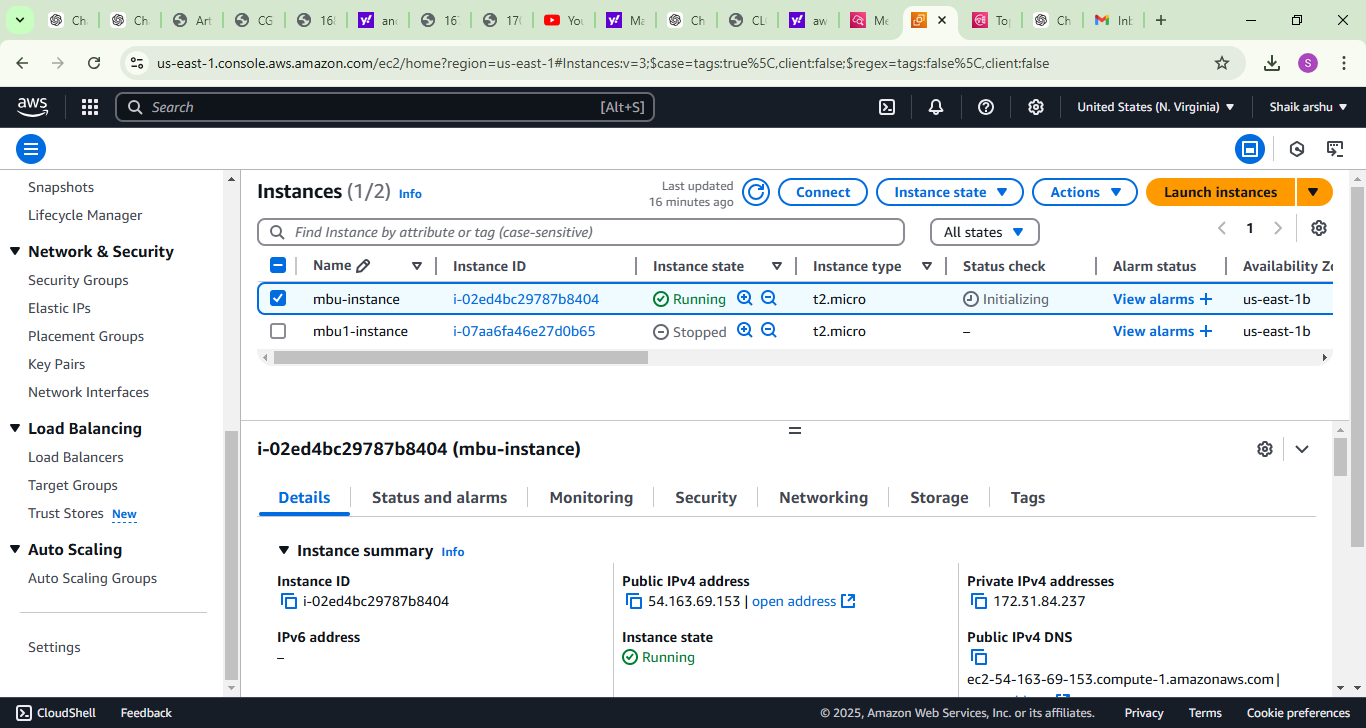 Cha
Cha
Art
CG
168
and
167
170
You
Ma
Ch
CL
aw
Me
Top
Ch
Inb
us-east-1.console.aws.amazon.com/ec2/home?region=us-east-1#Instances:v=3;$case=tags:true%5C,client:false;$regex=tags:false%5C,client:false
S
aws
Search
[Alt+S]
United States (N. Virginia)
Shaik arshu
Snapshots
Lifecycle Manager
Network & Security
Security Groups
Elastic IPs
Placement Groups
Key Pairs
Network Interfaces
Load Balancing
Load Balancers
Target Groups
Trust Stores New
Auto Scaling
Auto Scaling Groups
Settings
Instances (1/2) Info
Last updated
16 minutes ago
Connect
Instance state
Actions
Launch instances
Find Instance by attribute or tag (case-sensitive)
All states
1
Name Instance ID Instance state Instance type Status check Alarm status Availability Zo
mbu-instance i-02ed4bc29787b8404 Running t2.micro Initializing View alarms + us-east-1b
mbu1-instance i-07aa6fa46e27d0b65 Stopped t2.micro – View alarms + us-east-1b
i-02ed4bc29787b8404 (mbu-instance)
Details Status and alarms Monitoring Security Networking Storage Tags
Instance summary Info
Instance ID
i-02ed4bc29787b8404
Public IPv4 address
54.163.69.153 | open address
Private IPv4 addresses
172.31.84.237
IPv6 address
–
Instance state
Running
Public IPv4 DNS
ec2-54-163-69-153.compute-1.amazonaws.com |
CloudShell Feedback © 2025, Amazon Web Services, Inc. or its affiliates. Privacy Terms Cookie preferences